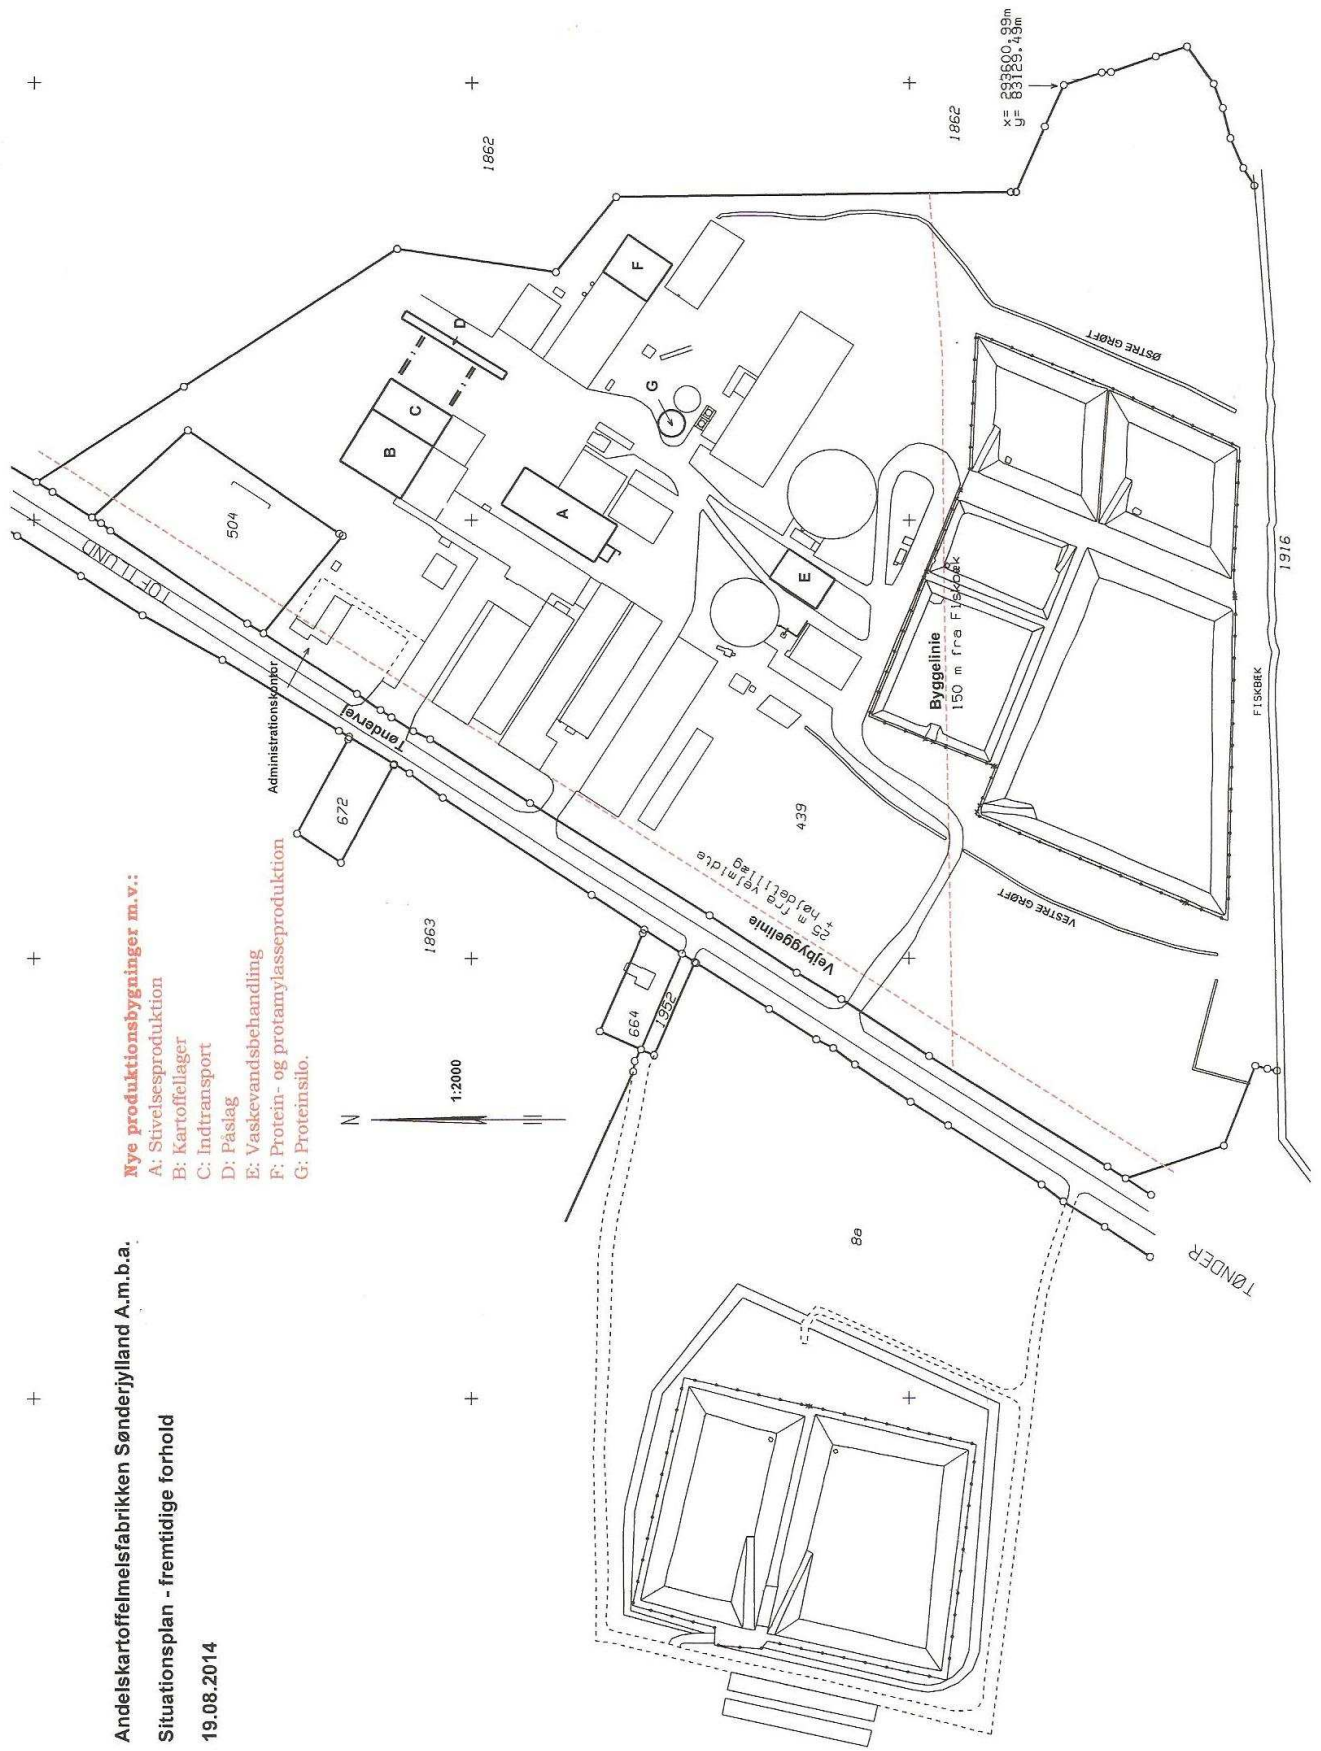 Andelskartoffelmelsfabrikken Sønderjylland A.m.b.a.
Situationsplan - fremtidige forhold
19.08.2014
Nye produktionsbygninger m.v.:
A: Stivelsesproduktion
B: Kartoffellager
C: Indtransport
D: Påslag
E: Vaskevandsbehandling
F: Protein- og protamylasseproduktion
G: Proteinsilo.
N
1:2000
TOFTLUND
504
Administrationskontor
Tøndervej
672
1863
664
1952
Vejbyggelinie
25 m fra vejmidte
+ højdetillæg
439
A
B
C
D
E
F
G
1862
1862
x= 293600.99m
y= 83129.49m
Byggelinie
150 m fra Fiskbæk
ØSTRE GRØFT
VESTRE GRØFT
FISKBÆK
1916
8a
TØNDER